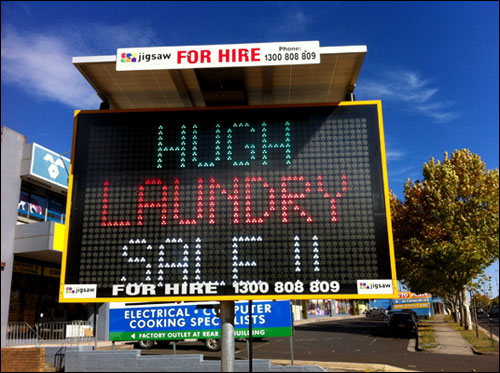 jigsaw FOR HIRE Phone: 1300 808 809
HUGH
LAUNDRY
SALE !!
jigsaw FOR HIRE 1300 808 809 jigsaw
ELECTRICAL • COMPUTER
COOKING SPECIALISTS
FACTORY OUTLET AT REAR BUILDING